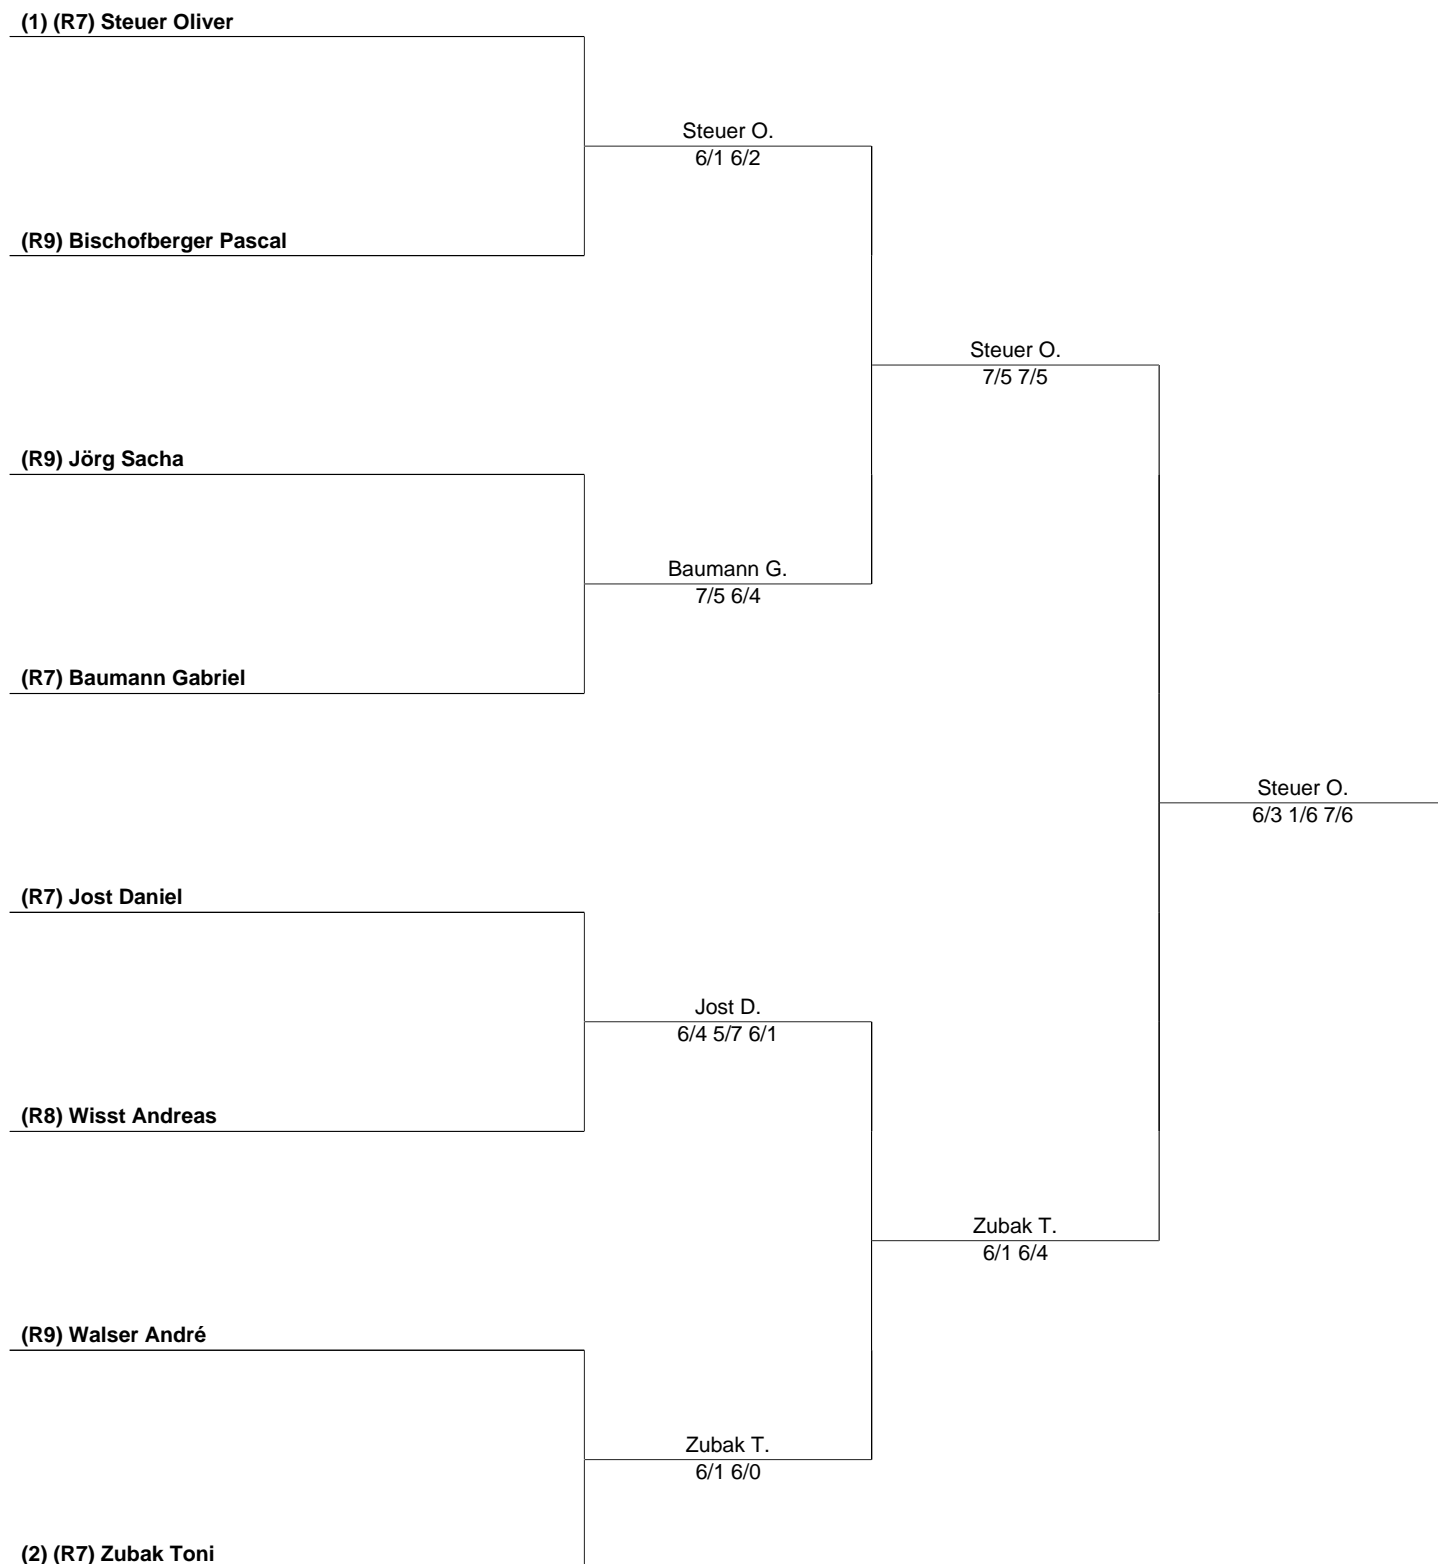 (1) (R7) Steuer Oliver
Steuer O.
6/1 6/2
(R9) Bischofberger Pascal
Steuer O.
7/5 7/5
(R9) Jörg Sacha
Baumann G.
7/5 6/4
(R7) Baumann Gabriel
Steuer O.
6/3 1/6 7/6
(R7) Jost Daniel
Jost D.
6/4 5/7 6/1
(R8) Wisst Andreas
Zubak T.
6/1 6/4
(R9) Walser André
Zubak T.
6/1 6/0
(2) (R7) Zubak Toni